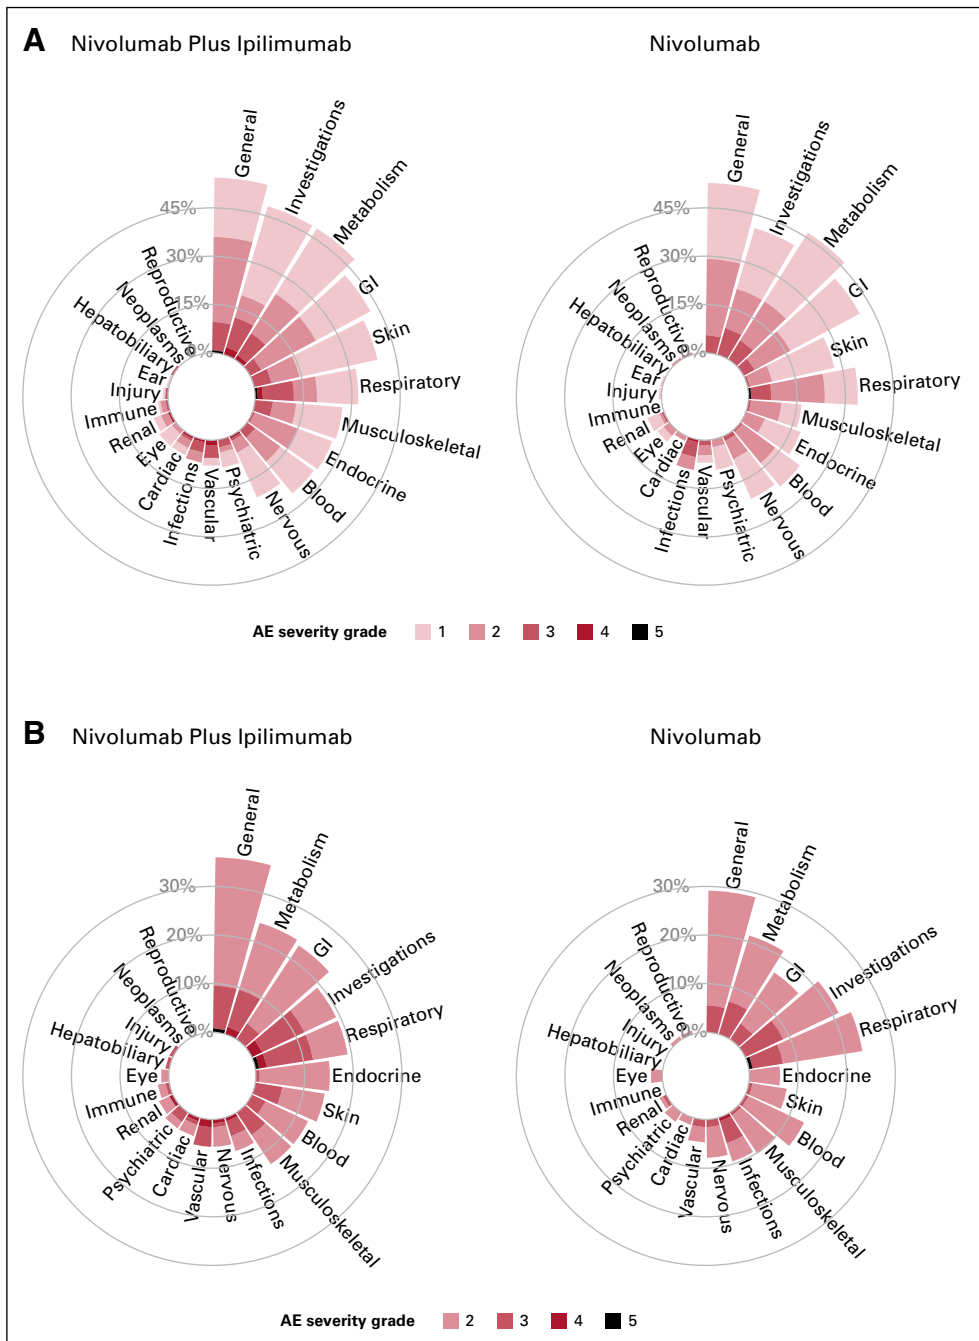 A
Nivolumab Plus Ipilimumab
Nivolumab
General
Investigations
Metabolism
GI
Skin
Respiratory
Musculoskeletal
Endocrine
Blood
Nervous
Psychiatric
Vascular
Infections
Cardiac
Eye
Renal
Immune
Injury
Ear
Hepatobiliary
Neoplasms
Reproductive
45%
30%
15%
0%
General
Investigations
Metabolism
GI
Skin
Respiratory
Musculoskeletal
Endocrine
Blood
Nervous
Psychiatric
Vascular
Infections
Cardiac
Eye
Renal
Immune
Injury
Ear
Hepatobiliary
Neoplasms
Reproductive
45%
30%
15%
0%
AE severity grade 1 2 3 4 5
B
Nivolumab Plus Ipilimumab
Nivolumab
General
Metabolism
GI
Investigations
Respiratory
Endocrine
Skin
Blood
Musculoskeletal
Infections
Nervous
Vascular
Cardiac
Psychiatric
Renal
Immune
Eye
Hepatobiliary
Injury
Neoplasms
Reproductive
30%
20%
10%
0%
General
Metabolism
GI
Investigations
Respiratory
Endocrine
Skin
Blood
Musculoskeletal
Infections
Nervous
Vascular
Cardiac
Psychiatric
Renal
Immune
Eye
Hepatobiliary
Injury
Neoplasms
Reproductive
30%
20%
10%
0%
AE severity grade 2 3 4 5